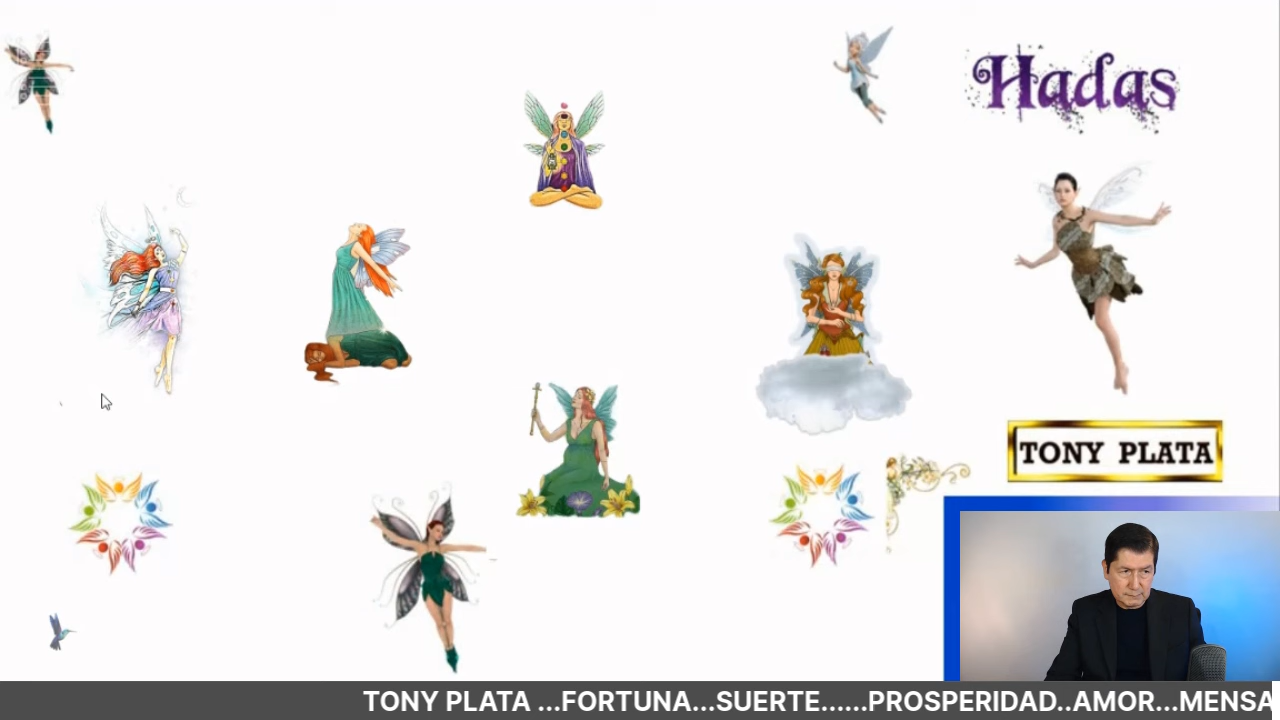 Hadas
TONY PLATA
TONY PLATA ...FORTUNA...SUERTE......PROSPERIDAD..AMOR...MENSA